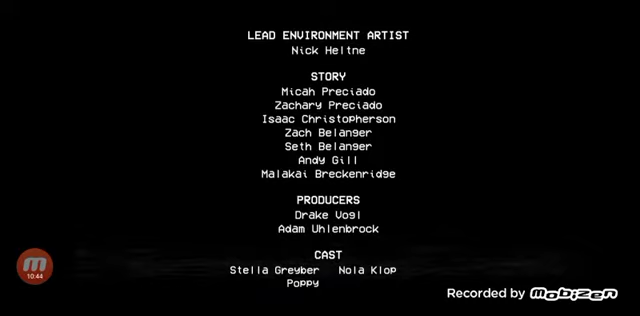 LEAD ENVIRONMENT ARTIST
Nick Heltne
STORY
Micah Preciado
Zachary Preciado
Isaac Christopherson
Zach Belanger
Seth Belanger
Andy Gill
Malakai Breckenridge
PRODUCERS
Drake Vogl
Adam Uhlenbrock
CAST
Stella Greyber Nola Klop
Poppy
10:44
Recorded by Mobizen